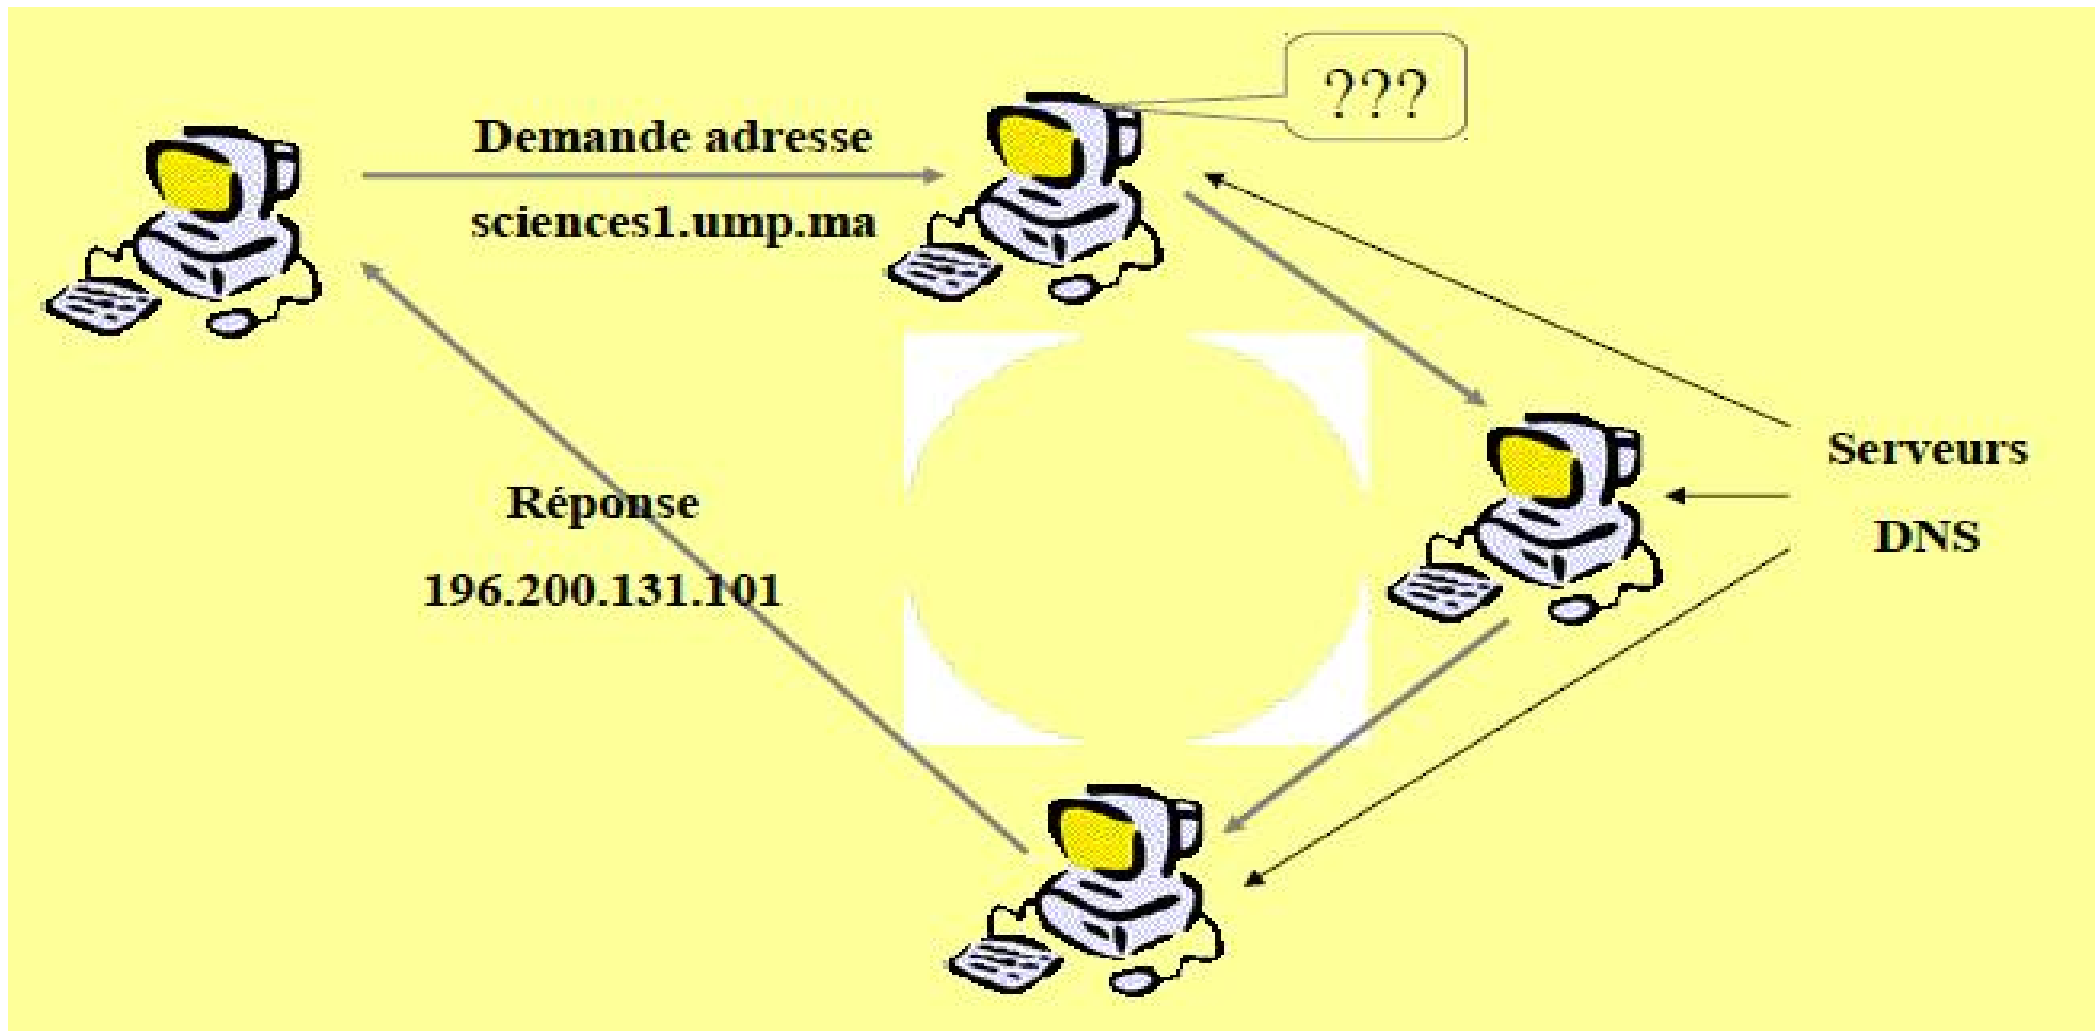 ???
Demande adresse
sciences1.ump.ma
Serveurs
DNS
Réponse
196.200.131.101